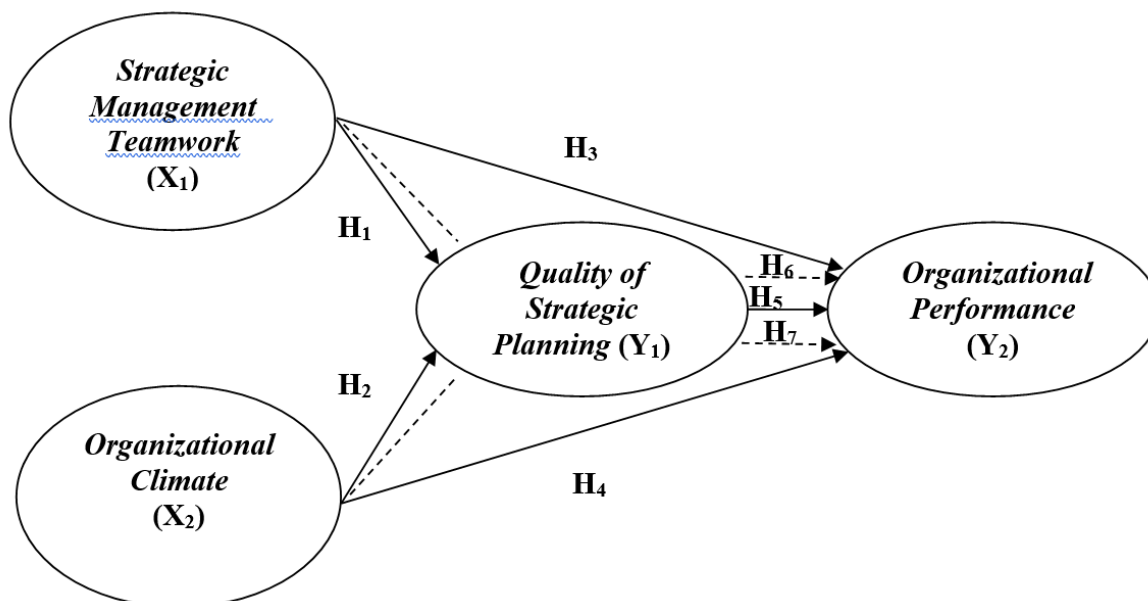 Strategic
Management
Teamwork
(X₁)
H₃
H₁
Quality of
Strategic
Planning (Y₁)
H₆
H₅
H₇
Organizational
Performance
(Y₂)
H₂
Organizational
Climate
(X₂)
H₄